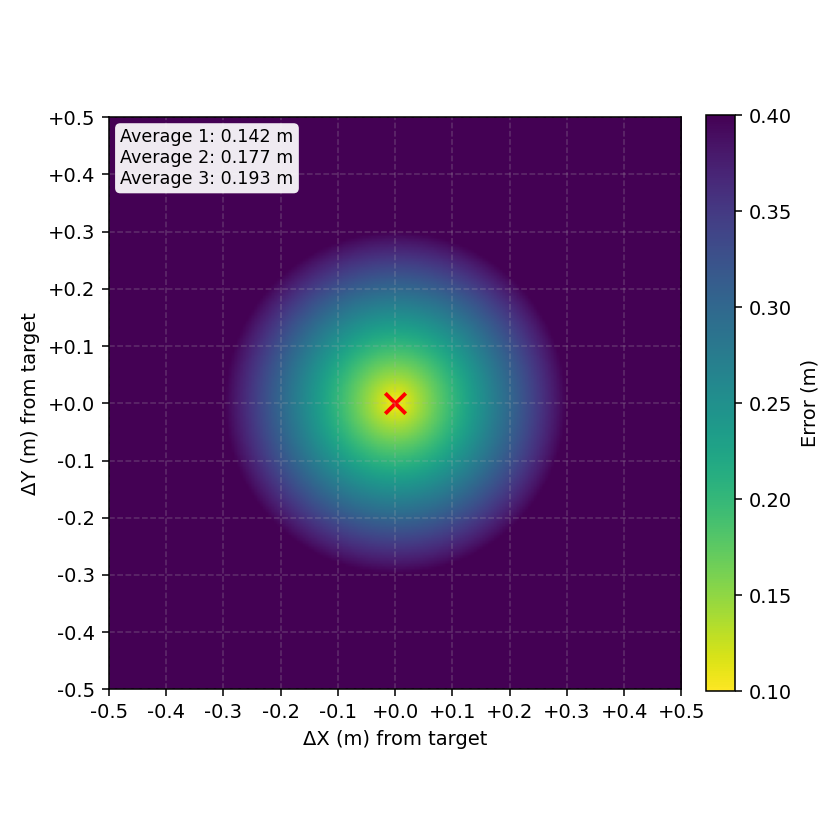 Average 1: 0.142 m
Average 2: 0.177 m
Average 3: 0.193 m
+0.5
+0.4
+0.3
+0.2
+0.1
+0.0
-0.1
-0.2
-0.3
-0.4
-0.5
ΔY (m) from target
-0.5 -0.4 -0.3 -0.2 -0.1 +0.0 +0.1 +0.2 +0.3 +0.4 +0.5
ΔX (m) from target
0.40
0.35
0.30
0.25
0.20
0.15
0.10
Error (m)